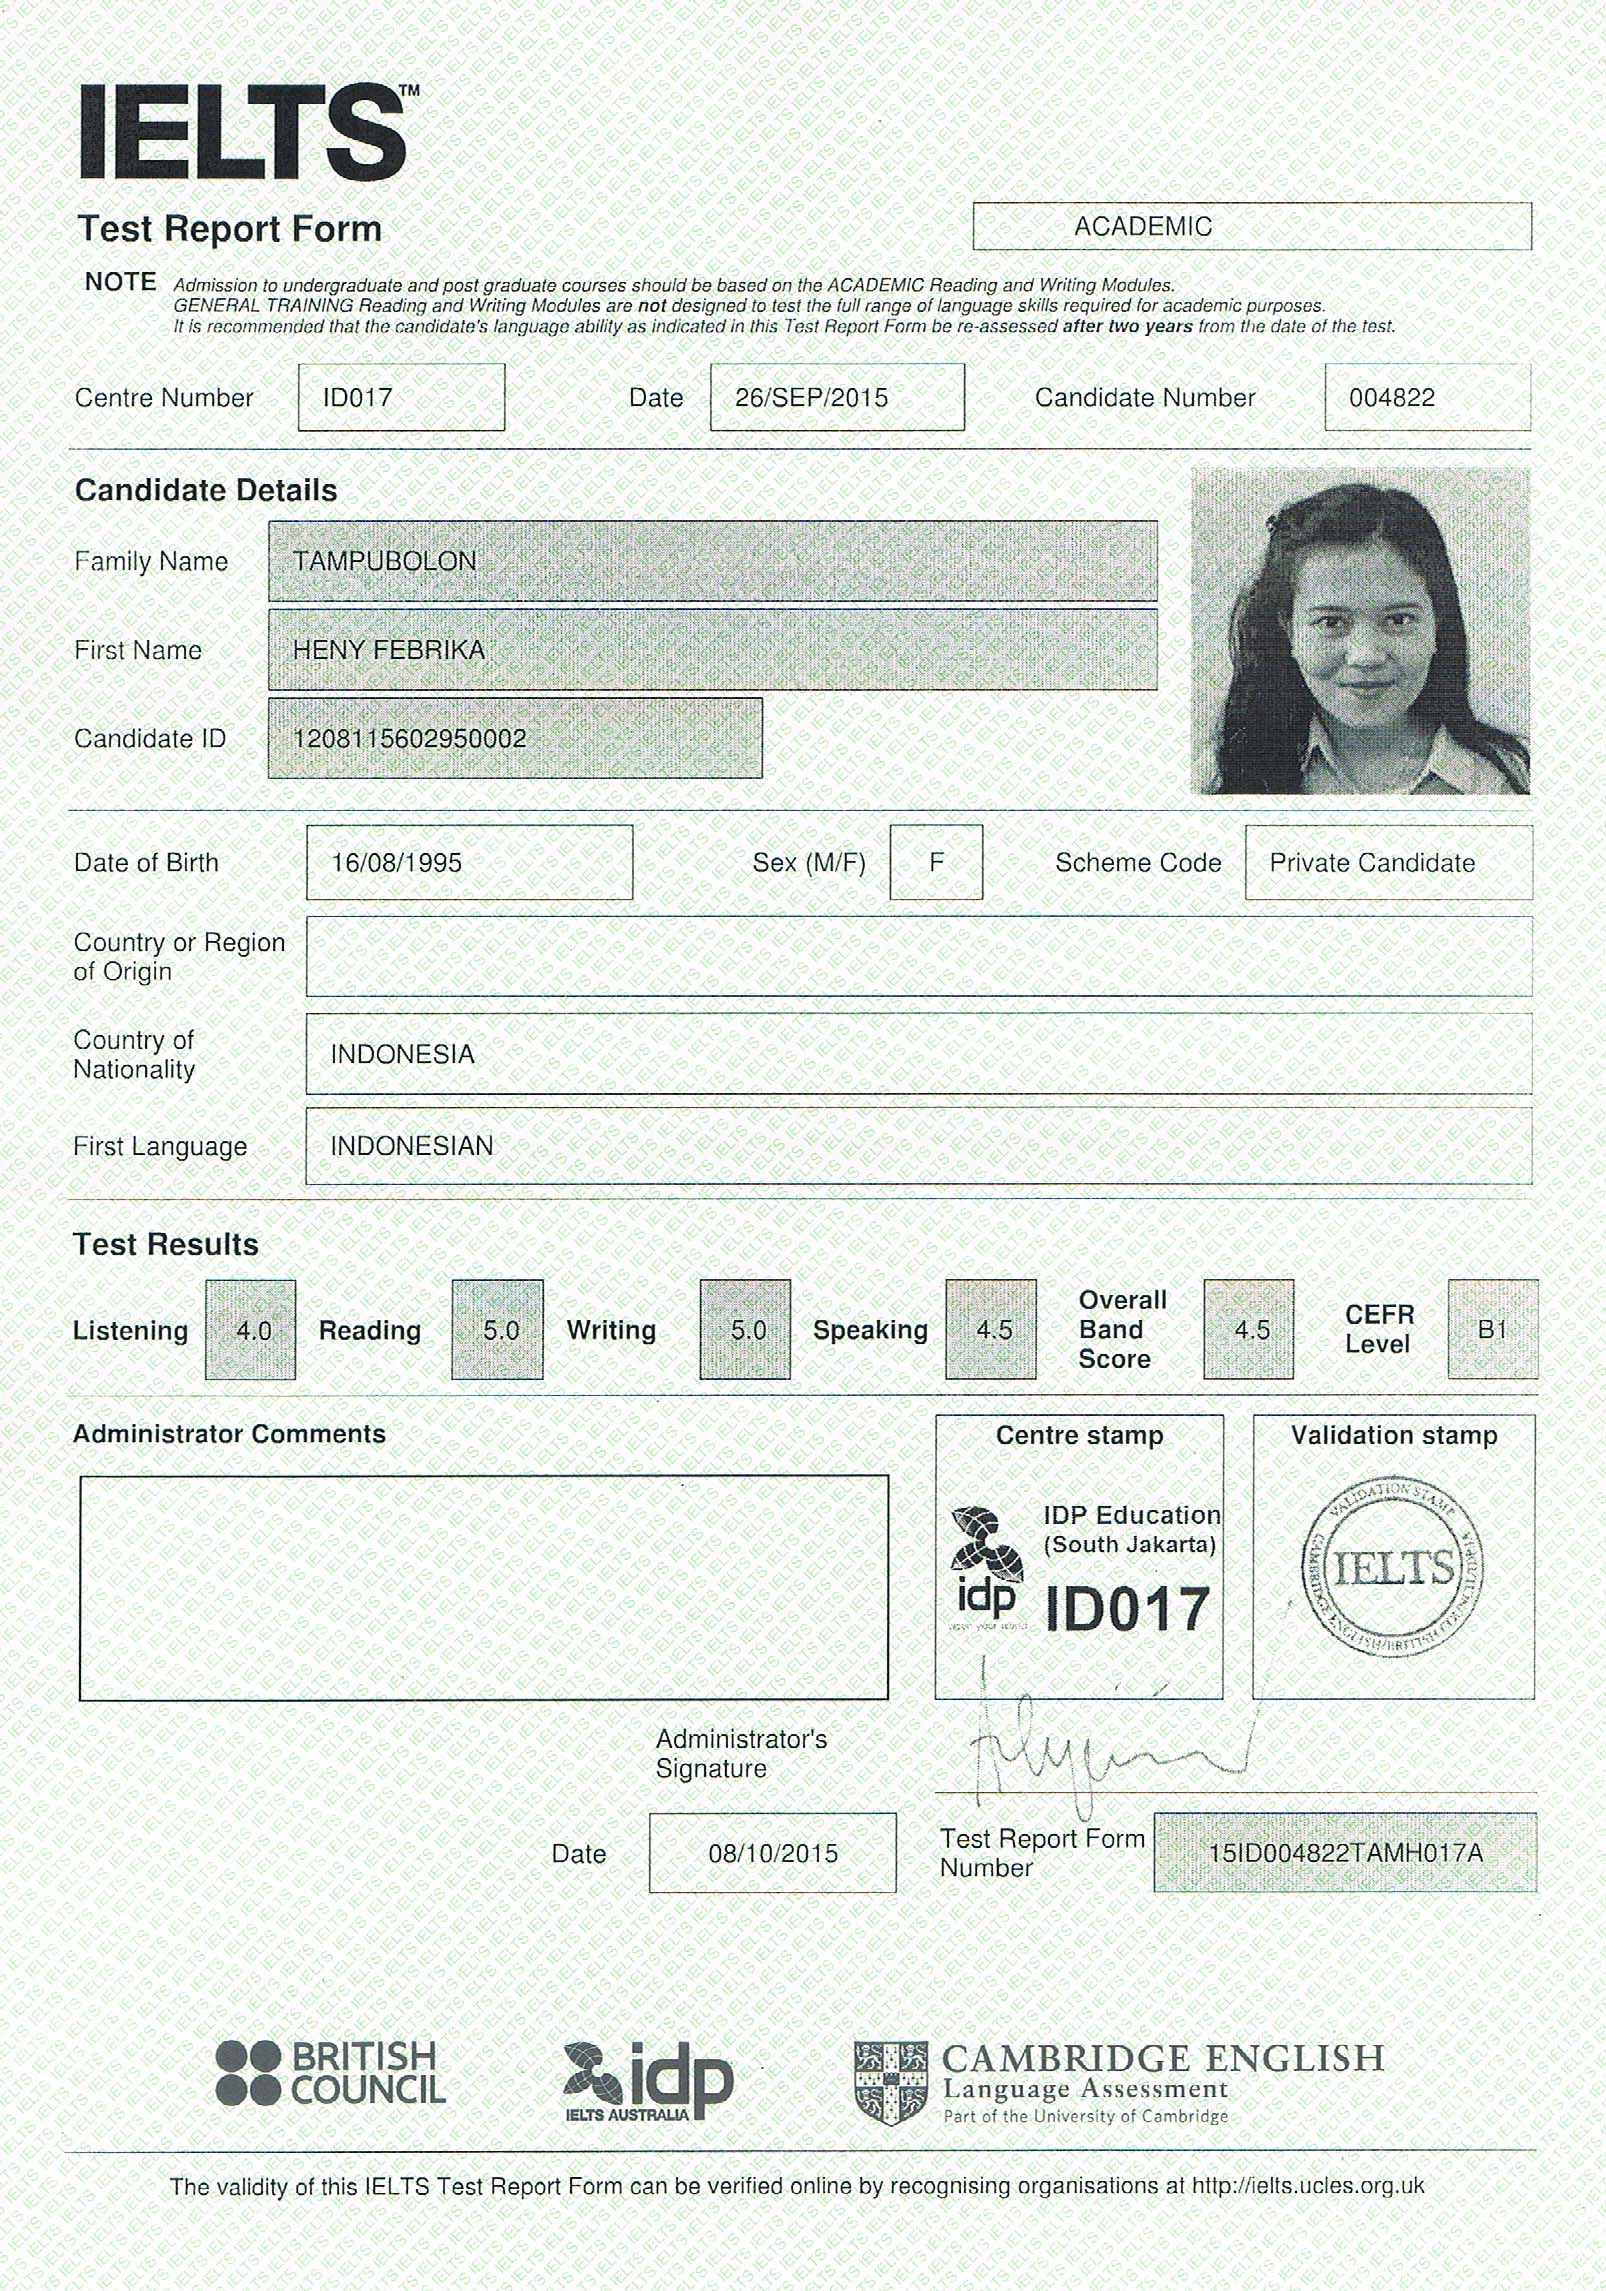 IELTS™
Test Report Form
ACADEMIC
NOTE Admission to undergraduate and post graduate courses should be based on the ACADEMIC Reading and Writing Modules.
GENERAL TRAINING Reading and Writing Modules are not designed to test the full range of language skills required for academic purposes.
It is recommended that the candidate's language ability as indicated in this Test Report Form be re-assessed after two years from the date of the test.
Centre Number ID017 Date 26/SEP/2015 Candidate Number 004822
Candidate Details
Family Name TAMPUBOLON
First Name HENY FEBRIKA
Candidate ID 1208115602950002
Date of Birth 16/08/1995 Sex (M/F) F Scheme Code Private Candidate
Country or Region
of Origin
Country of
Nationality
INDONESIA
First Language INDONESIAN
Test Results
Listening 4.0 Reading 5.0 Writing 5.0 Speaking 4.5 Overall Band Score 4.5 CEFR Level B1
Administrator Comments
Centre stamp
IDP Education
(South Jakarta)
idp
ID017
Validation stamp
VALIDATION STAMP
IELTS
CAMBRIDGE ENGLISH/BRITISH COUNCIL
Administrator's
Signature
Date 08/10/2015
Test Report Form
Number
15ID004822TAMH017A
BRITISH
COUNCIL
idp
IELTS AUSTRALIA
CAMBRIDGE ENGLISH
Language Assessment
Part of the University of Cambridge
The validity of this IELTS Test Report Form can be verified online by recognising organisations at http://ielts.ucles.org.uk